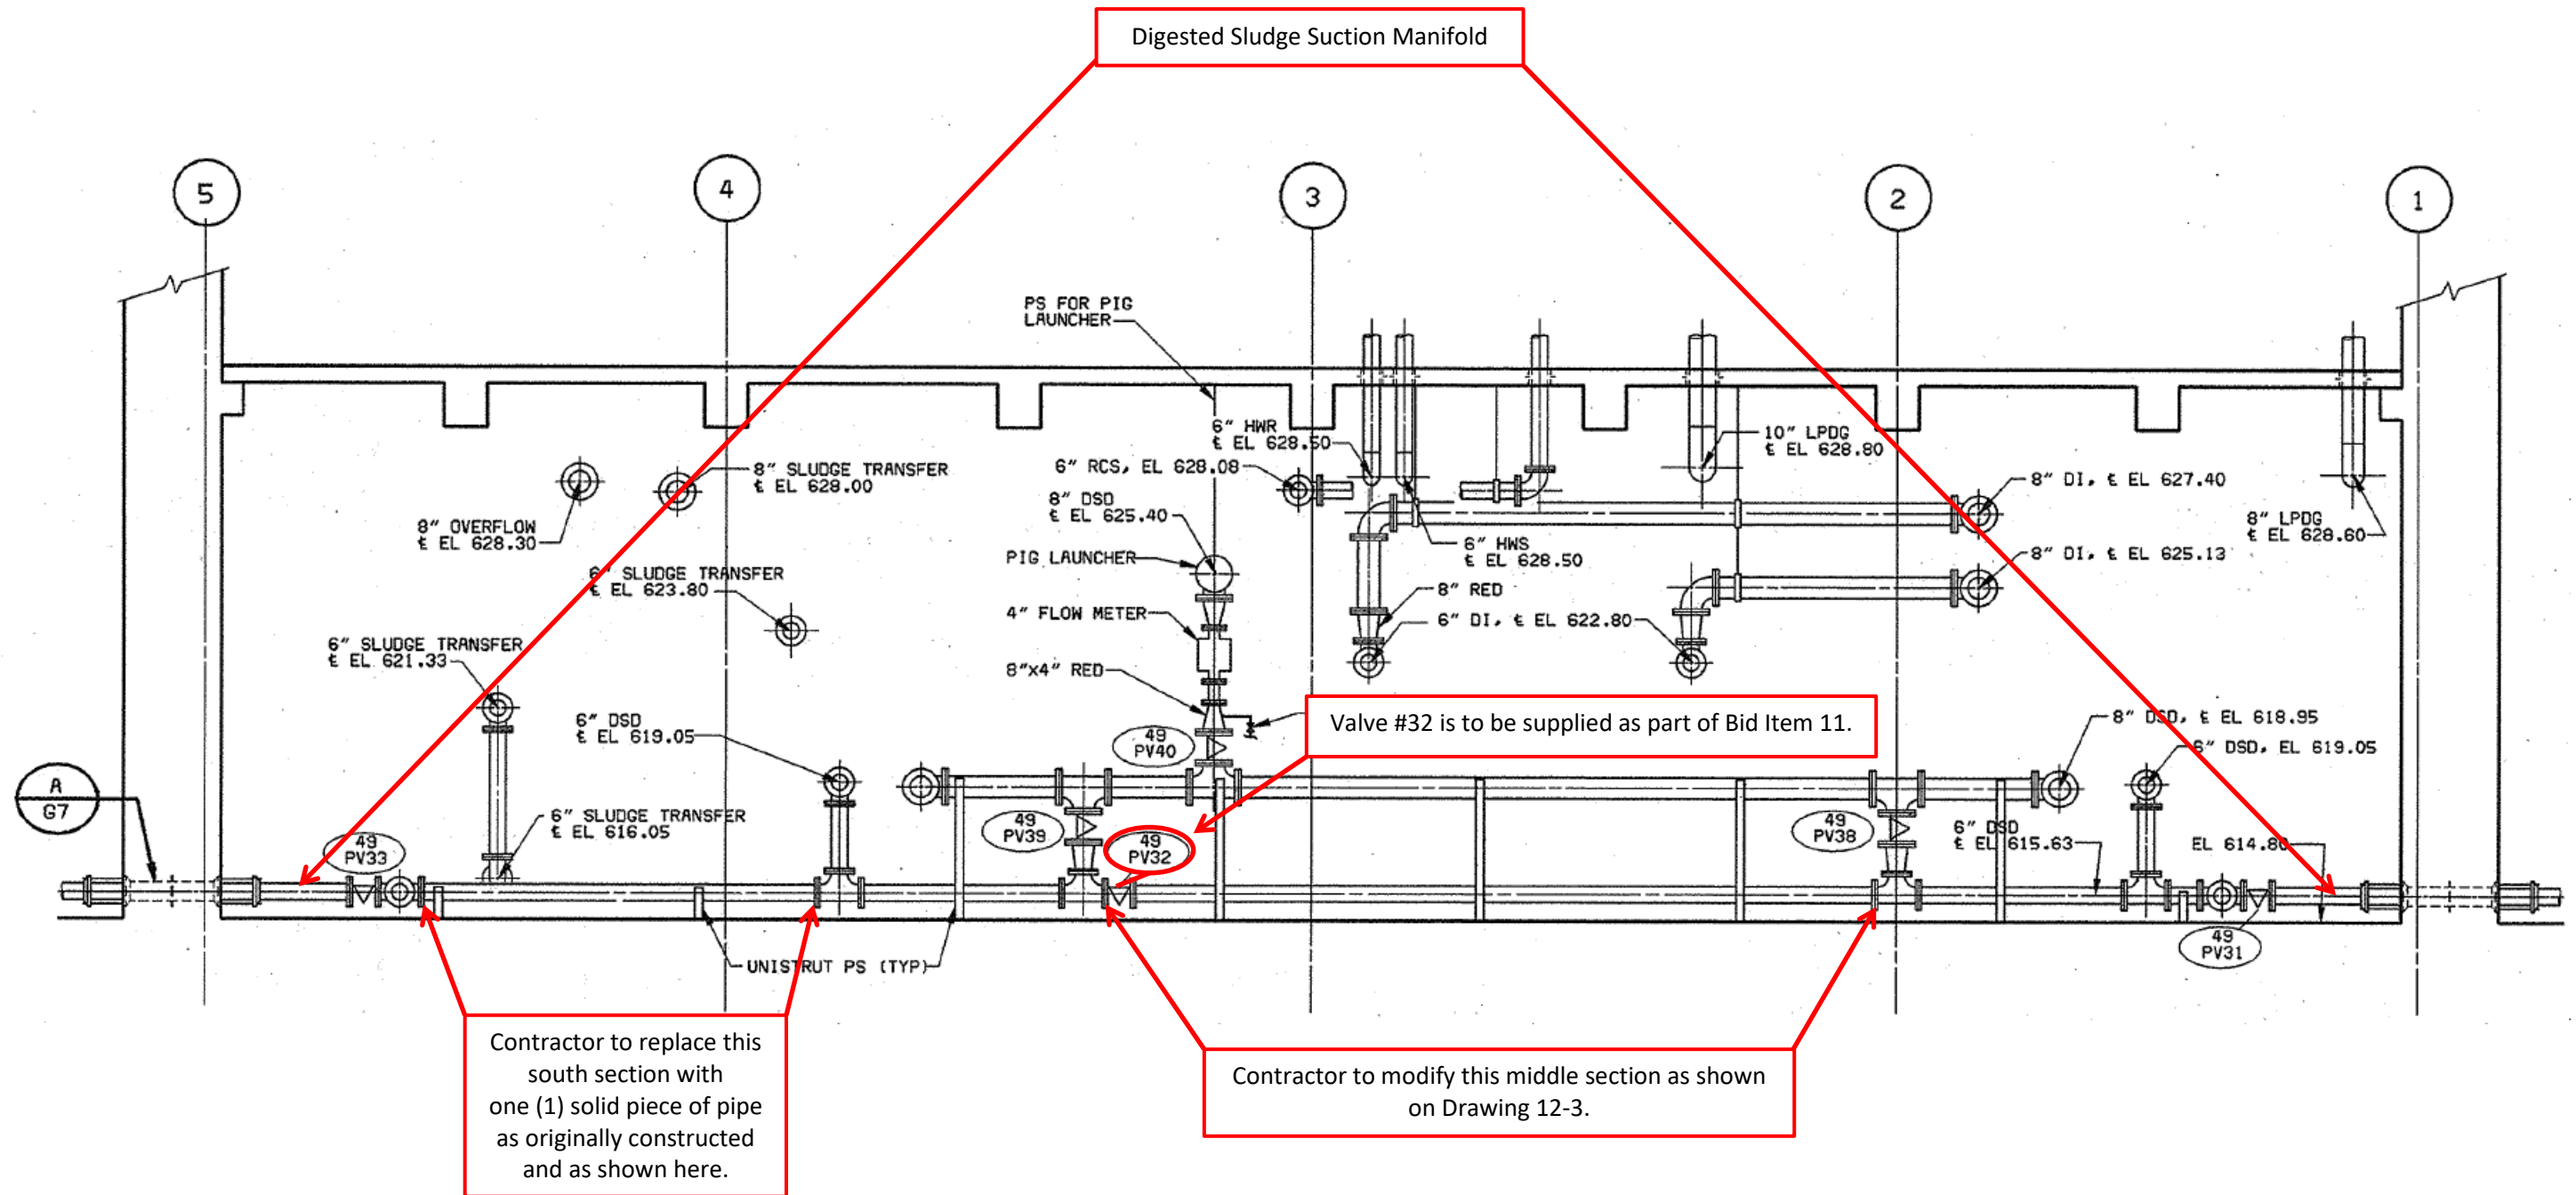 Digested Sludge Suction Manifold
5
4
3
2
1
PS FOR PIG
LAUNCHER
6" HWR
℄ EL 628.50
10" LPDG
℄ EL 628.80
8" SLUDGE TRANSFER
℄ EL 628.00
6" RCS, EL 628.08
8" DSD
℄ EL 625.40
8" DI, ℄ EL 627.40
8" OVERFLOW
℄ EL 628.30
8" LPDG
℄ EL 628.60
6" HWS
℄ EL 628.50
PIG LAUNCHER
8" DI, ℄ EL 625.13
6" SLUDGE TRANSFER
℄ EL 623.80
8" RED
4" FLOW METER
6" DI, ℄ EL 622.80
6" SLUDGE TRANSFER
℄ EL 621.33
8"x4" RED
6" DSD
℄ EL 619.05
Valve #32 is to be supplied as part of Bid Item 11.
8" DSD, ℄ EL 618.95
6" DSD, EL 619.05
49
PV40
A
G7
6" SLUDGE TRANSFER
℄ EL 616.05
49
PV33
49
PV39
49
PV32
49
PV38
6" DSD
℄ EL 615.63
EL 614.80
49
PV31
UNISTRUT PS (TYP)
Contractor to replace this
south section with
one (1) solid piece of pipe
as originally constructed
and as shown here.
Contractor to modify this middle section as shown
on Drawing 12-3.